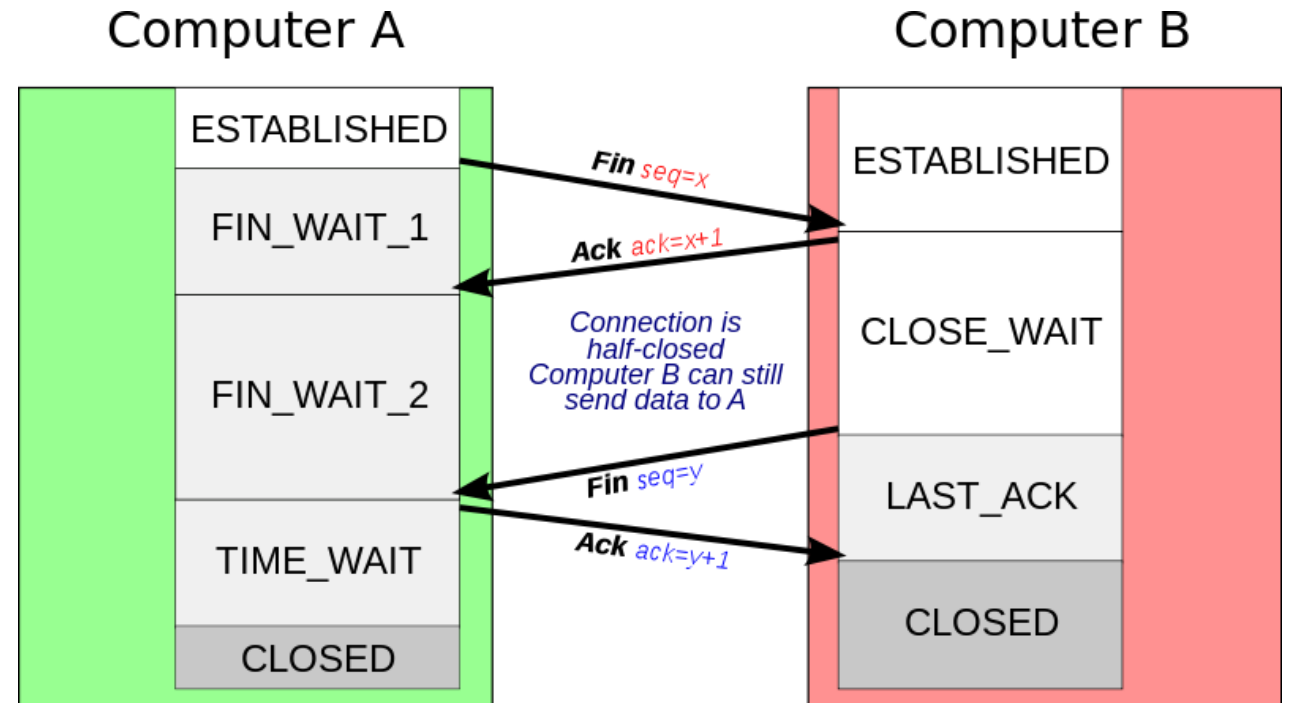 Computer A
Computer B
ESTABLISHED
ESTABLISHED
Fin seq=x
FIN_WAIT_1
Ack ack=x+1
Connection is
half-closed
Computer B can still
send data to A
CLOSE_WAIT
FIN_WAIT_2
Fin seq=y
LAST_ACK
Ack ack=y+1
TIME_WAIT
CLOSED
CLOSED